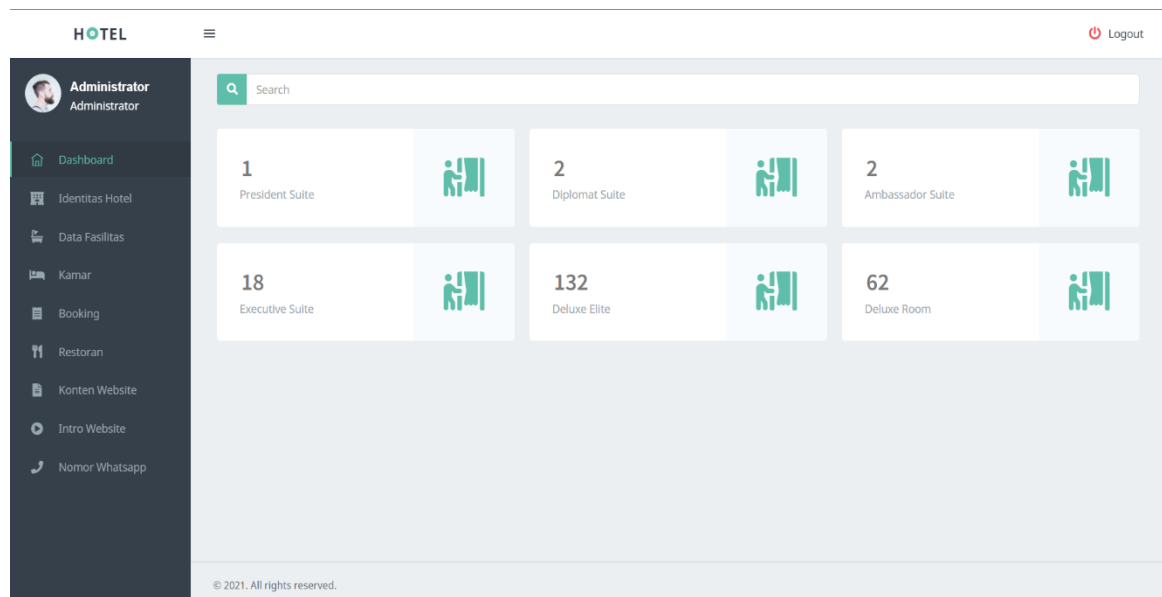 HOTEL
Logout
Administrator
Administrator
Dashboard
Identitas Hotel
Data Fasilitas
Kamar
Booking
Restoran
Konten Website
Intro Website
Nomor Whatsapp
Search
1
President Suite
2
Diplomat Suite
2
Ambassador Suite
18
Executive Suite
132
Deluxe Elite
62
Deluxe Room
© 2021. All rights reserved.